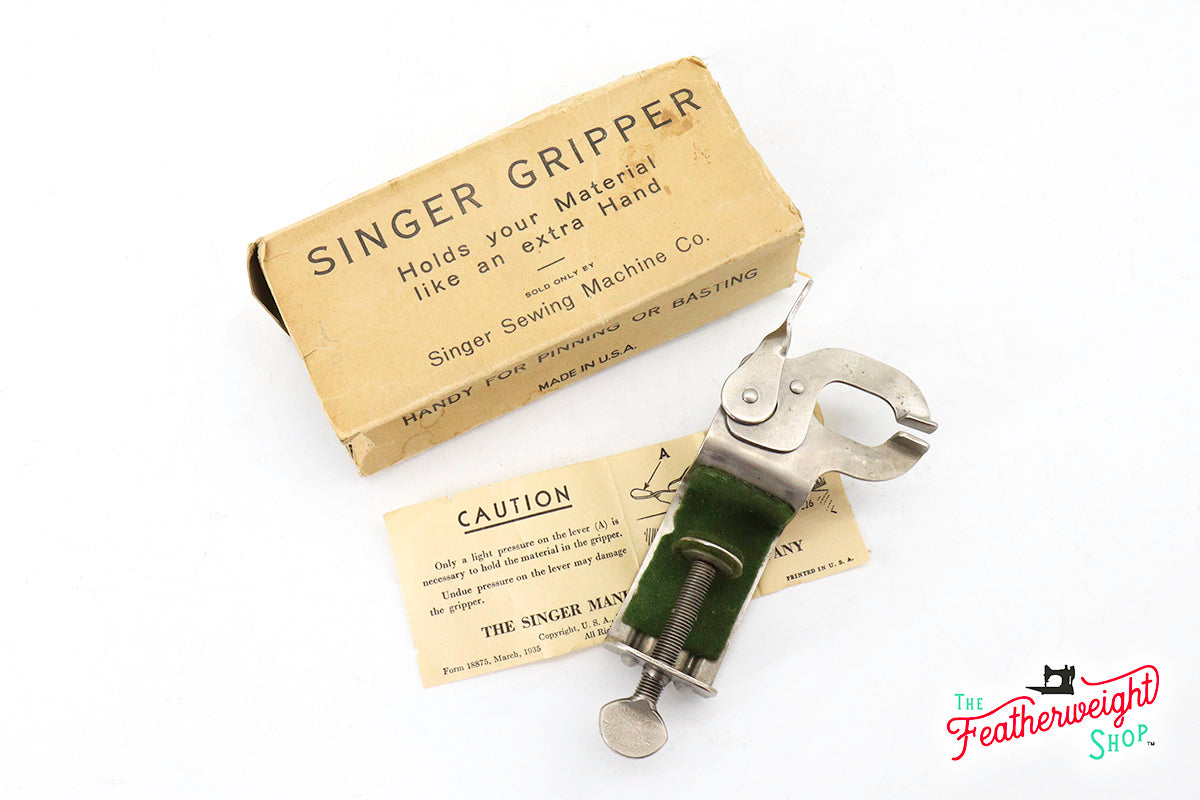 SINGER GRIPPER
Holds your Material
like an extra Hand
SOLD ONLY BY
Singer Sewing Machine Co.
HANDY FOR PINNING OR BASTING
MADE IN U.S.A.
CAUTION
A
Only a light pressure on the lever (A) is
necessary to hold the material in the gripper.
Undue pressure on the lever may damage
the gripper.
THE SINGER MANU
ANY
Copyright, U. S. A.,
All Rig
Form 18875, March, 1935
PRINTED IN U. S. A.
THE
Featherweight
SHOP™